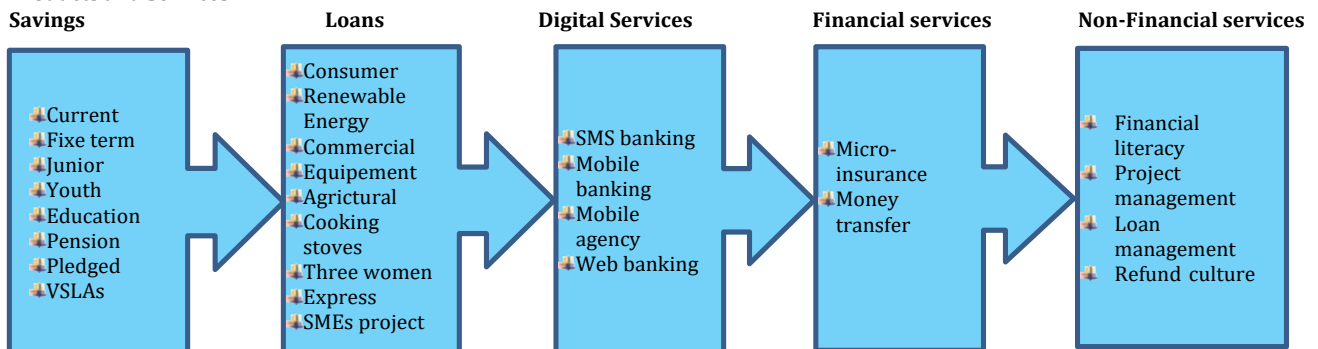 Savings
Loans
Digital Services
Financial services
Non-Financial services
Current
Fixe term
Junior
Youth
Education
Pension
Pledged
VSLAs
Consumer
Renewable
Energy
Commercial
Equipement
Agrictural
Cooking
stoves
Three women
Express
SMEs project
SMS banking
Mobile
banking
Mobile
agency
Web banking
Micro-
insurance
Money
transfer
Financial
literacy
Project
management
Loan
management
Refund culture